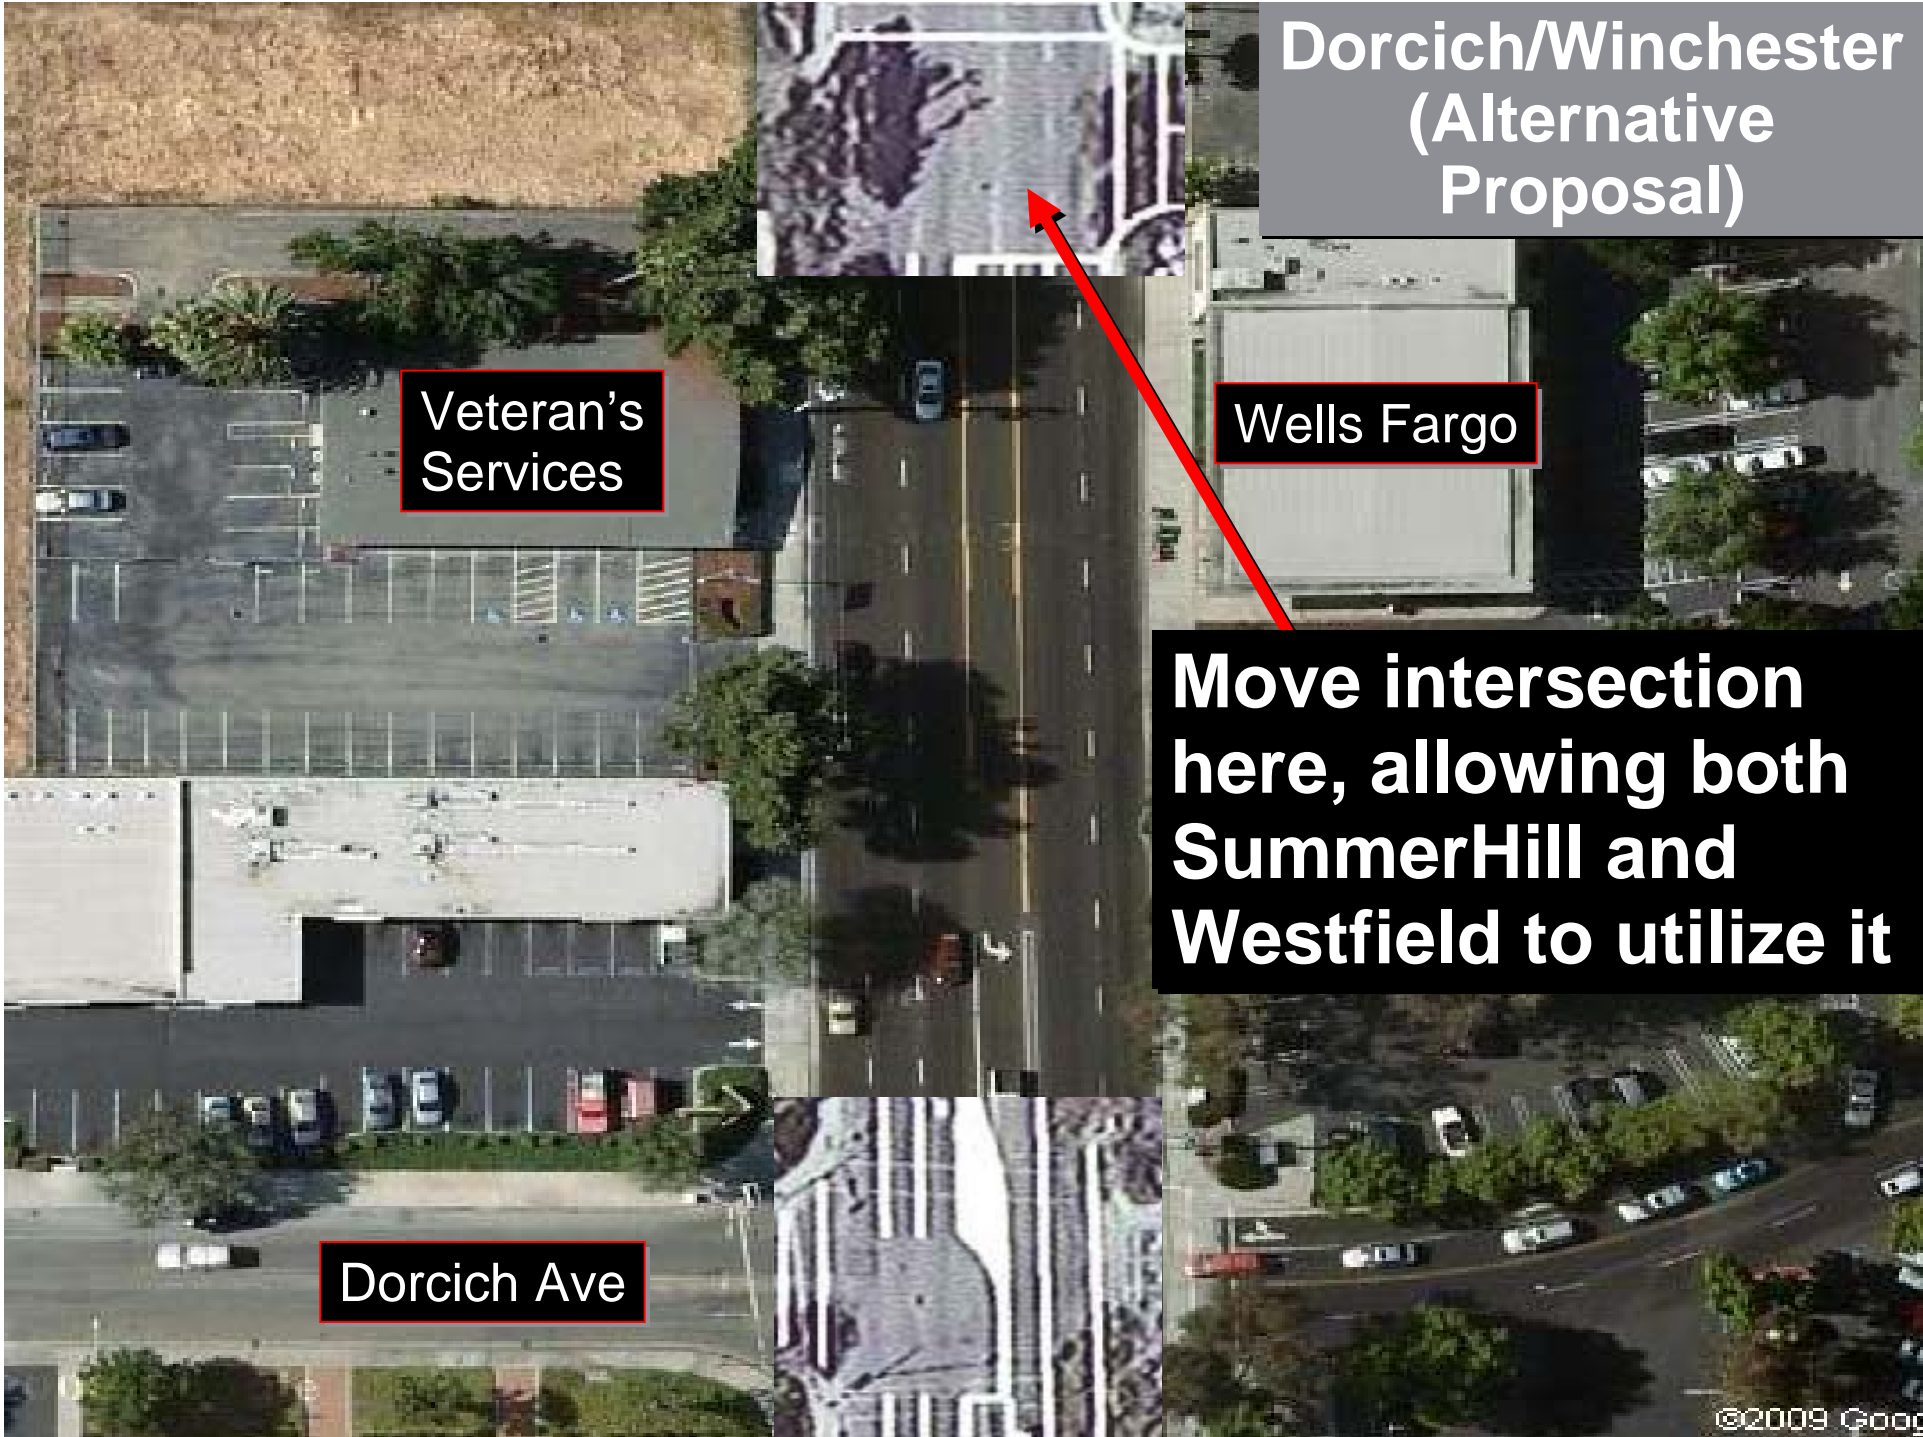 Dorcich/Winchester
(Alternative
Proposal)
Veteran's
Services
Wells Fargo
Move intersection
here, allowing both
SummerHill and
Westfield to utilize it
Dorcich Ave
©2009 Goog